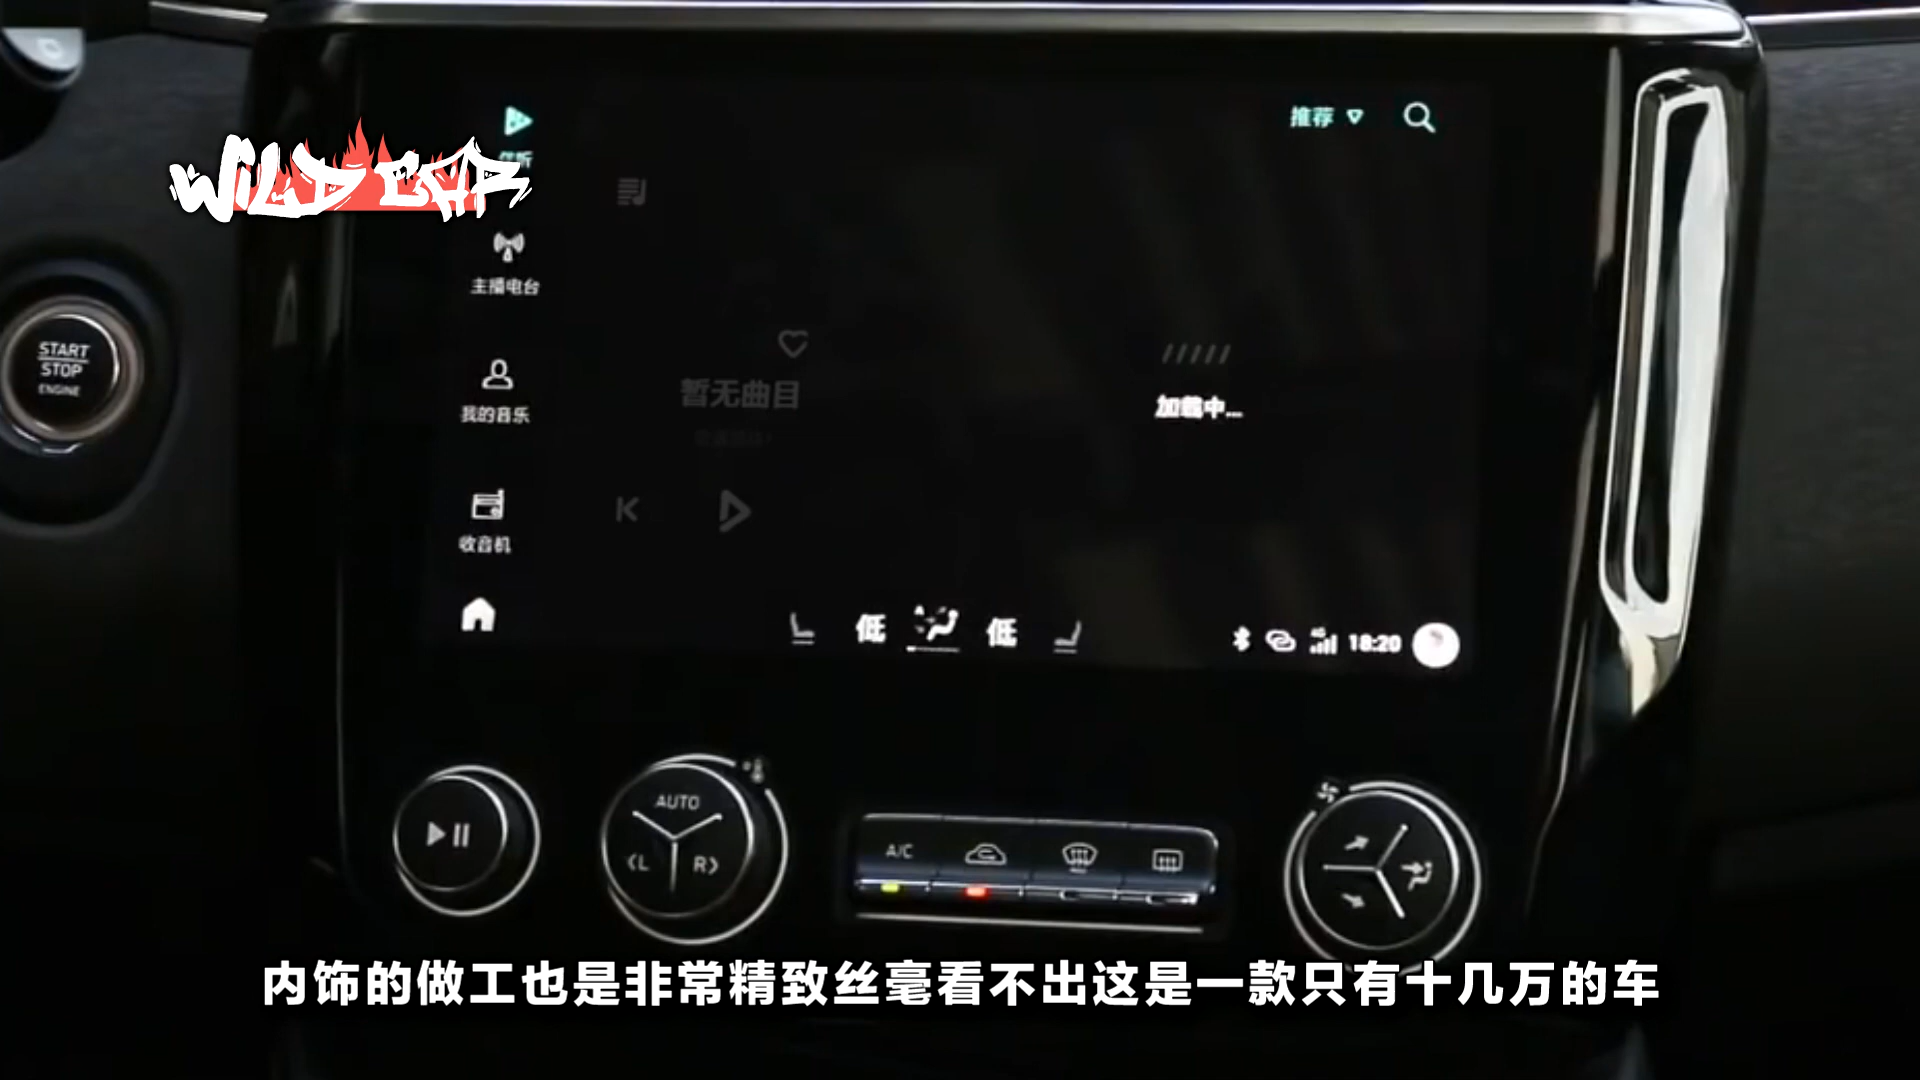 WILD CAR
推荐
主播电台
START
STOP
ENGINE
暂无曲目
加载中...
我的音乐
收音机
低
低
4G
18:20
AUTO
L
R
A/C
内饰的做工也是非常精致丝毫看不出这是一款只有十几万的车